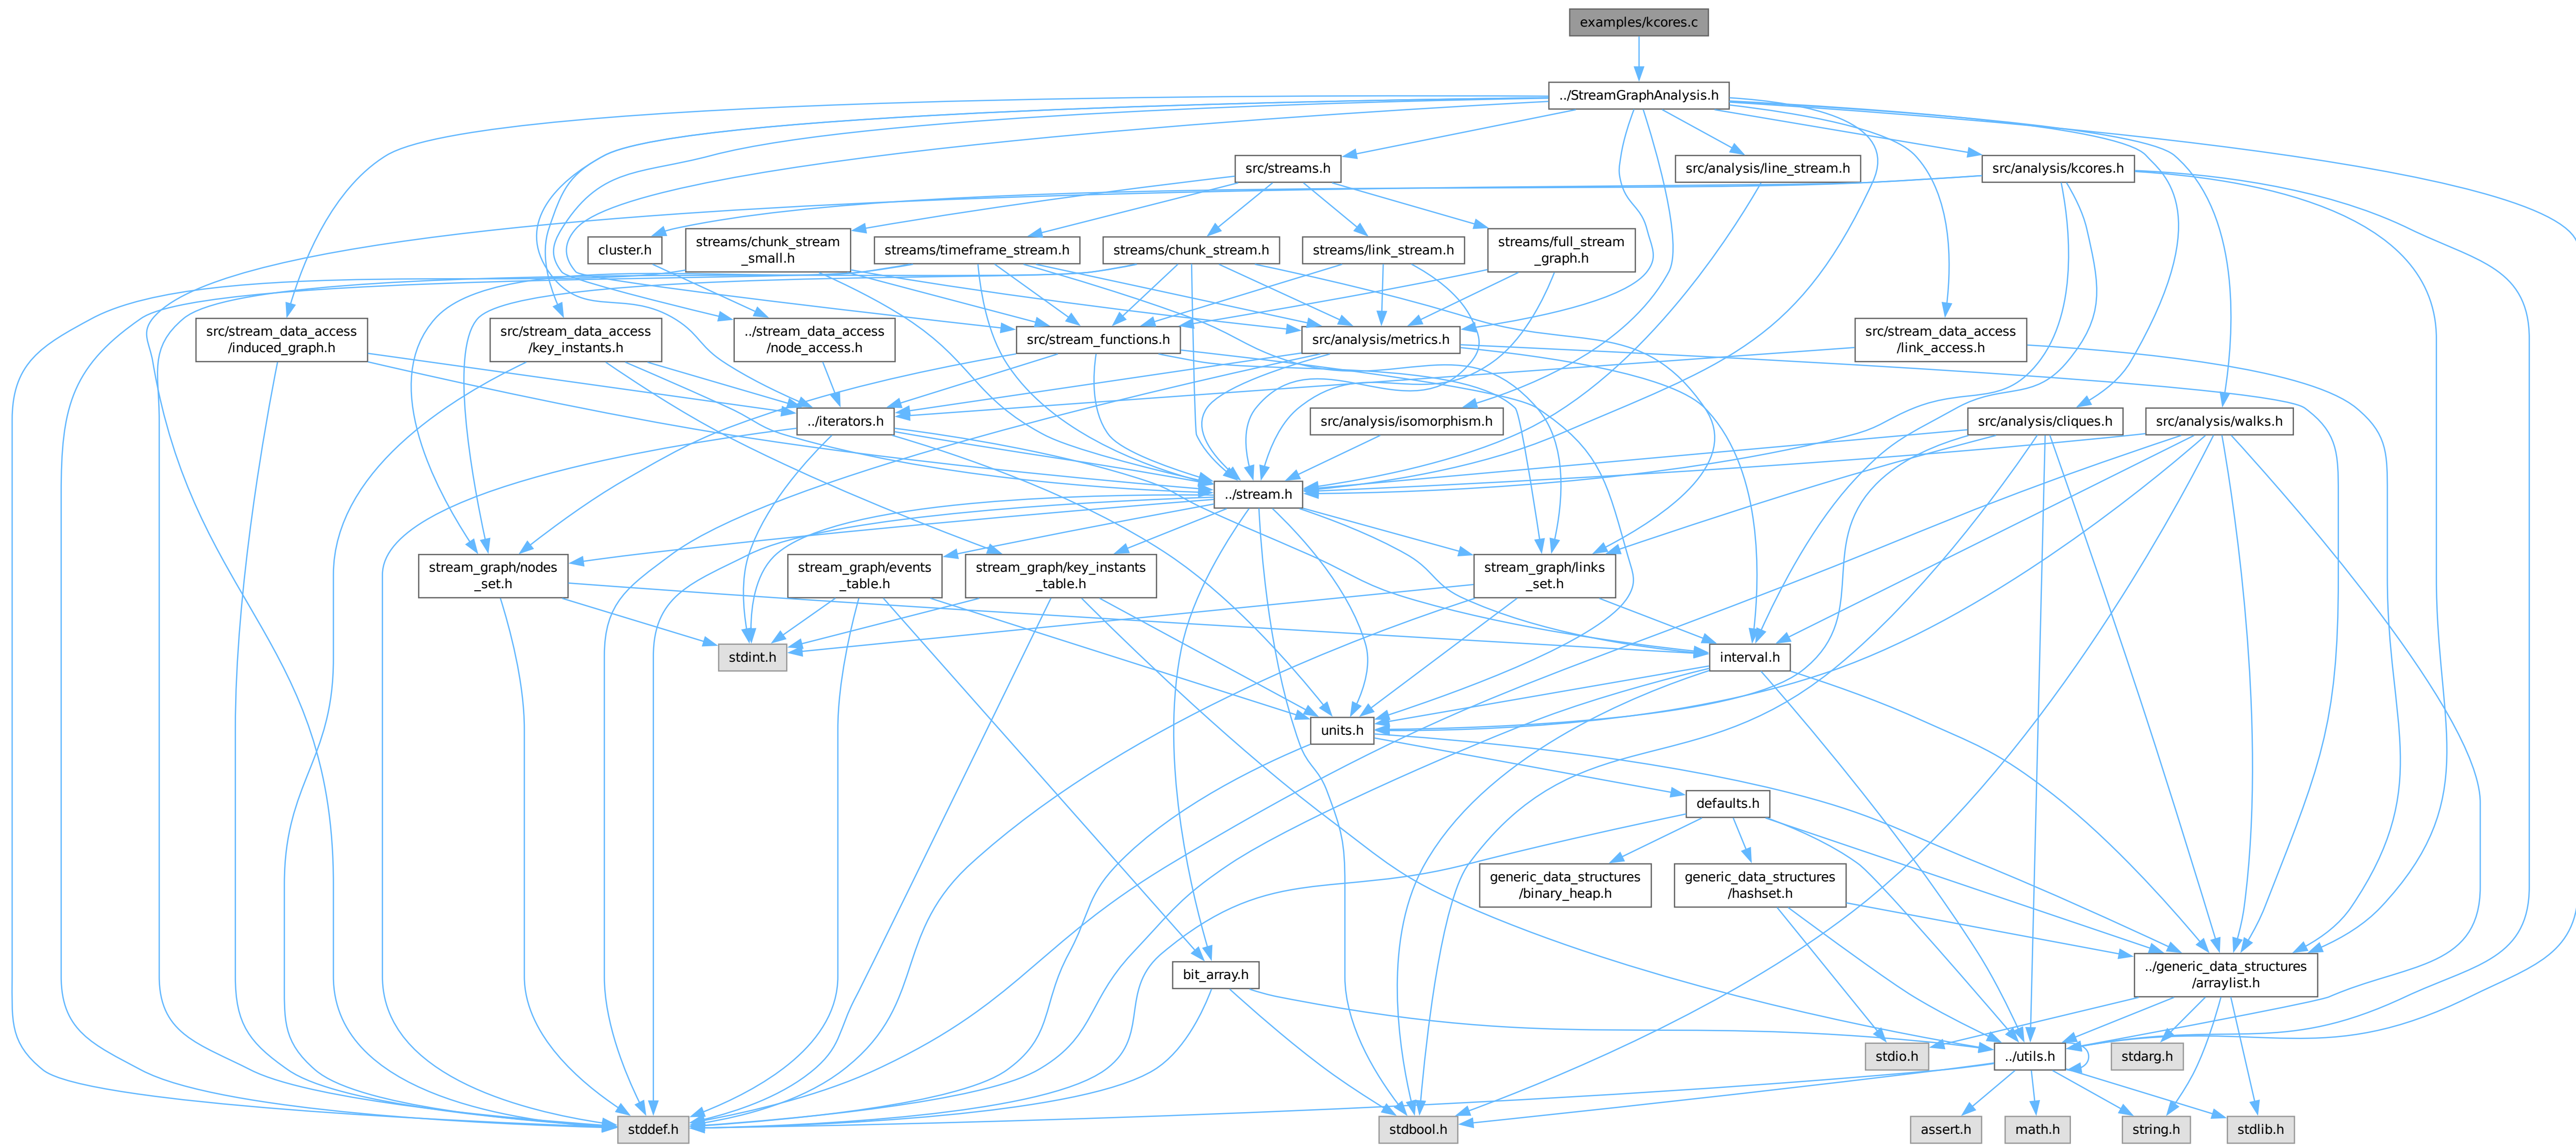 examples/kcores.c
../StreamGraphAnalysis.h
src/streams.h
src/analysis/line_stream.h
src/analysis/kcores.h
cluster.h
streams/chunk_stream
_small.h
streams/timeframe_stream.h
streams/chunk_stream.h
streams/link_stream.h
streams/full_stream
_graph.h
src/stream_data_access
/induced_graph.h
src/stream_data_access
/key_instants.h
../stream_data_access
/node_access.h
src/stream_functions.h
src/analysis/metrics.h
src/stream_data_access
/link_access.h
../iterators.h
src/analysis/isomorphism.h
src/analysis/cliques.h
src/analysis/walks.h
../stream.h
stream_graph/nodes
_set.h
stream_graph/events
_table.h
stream_graph/key_instants
_table.h
stream_graph/links
_set.h
stdint.h
interval.h
units.h
defaults.h
generic_data_structures
/binary_heap.h
generic_data_structures
/hashset.h
bit_array.h
../generic_data_structures
/arraylist.h
stdio.h
../utils.h
stdarg.h
stddef.h
stdbool.h
assert.h
math.h
string.h
stdlib.h